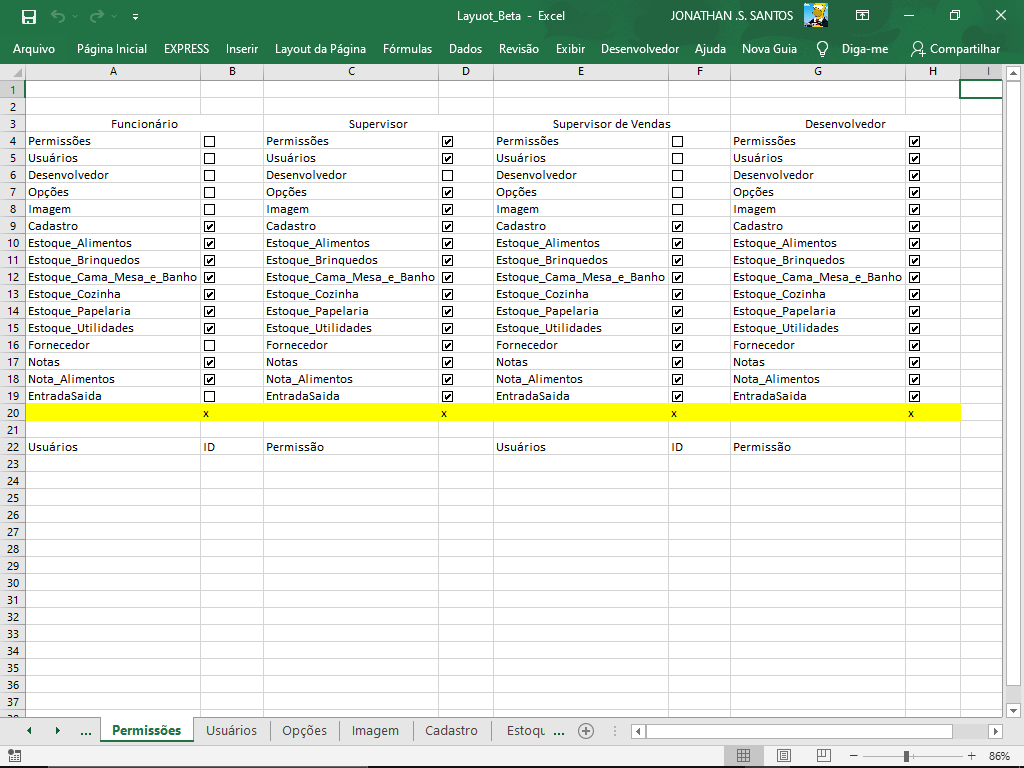 Layuot_Beta - Excel JONATHAN .S. SANTOS
Arquivo Página Inicial EXPRESS Inserir Layout da Página Fórmulas Dados Revisão Exibir Desenvolvedor Ajuda Nova Guia Diga-me Compartilhar
A B C D E F G H I
1
2
3 Funcionário Supervisor Supervisor de Vendas Desenvolvedor
4 Permissões Permissões Permissões Permissões
5 Usuários Usuários Usuários Usuários
6 Desenvolvedor Desenvolvedor Desenvolvedor Desenvolvedor
7 Opções Opções Opções Opções
8 Imagem Imagem Imagem Imagem
9 Cadastro Cadastro Cadastro Cadastro
10 Estoque_Alimentos Estoque_Alimentos Estoque_Alimentos Estoque_Alimentos
11 Estoque_Brinquedos Estoque_Brinquedos Estoque_Brinquedos Estoque_Brinquedos
12 Estoque_Cama_Mesa_e_Banho Estoque_Cama_Mesa_e_Banho Estoque_Cama_Mesa_e_Banho Estoque_Cama_Mesa_e_Banho
13 Estoque_Cozinha Estoque_Cozinha Estoque_Cozinha Estoque_Cozinha
14 Estoque_Papelaria Estoque_Papelaria Estoque_Papelaria Estoque_Papelaria
15 Estoque_Utilidades Estoque_Utilidades Estoque_Utilidades Estoque_Utilidades
16 Fornecedor Fornecedor Fornecedor Fornecedor
17 Notas Notas Notas Notas
18 Nota_Alimentos Nota_Alimentos Nota_Alimentos Nota_Alimentos
19 EntradaSaida EntradaSaida EntradaSaida EntradaSaida
20 x x x x
21
22 Usuários ID Permissão Usuários ID Permissão
23
24
25
26
27
28
29
30
31
32
33
34
35
36
37
... Permissões Usuários Opções Imagem Cadastro Estoqu ...
86%